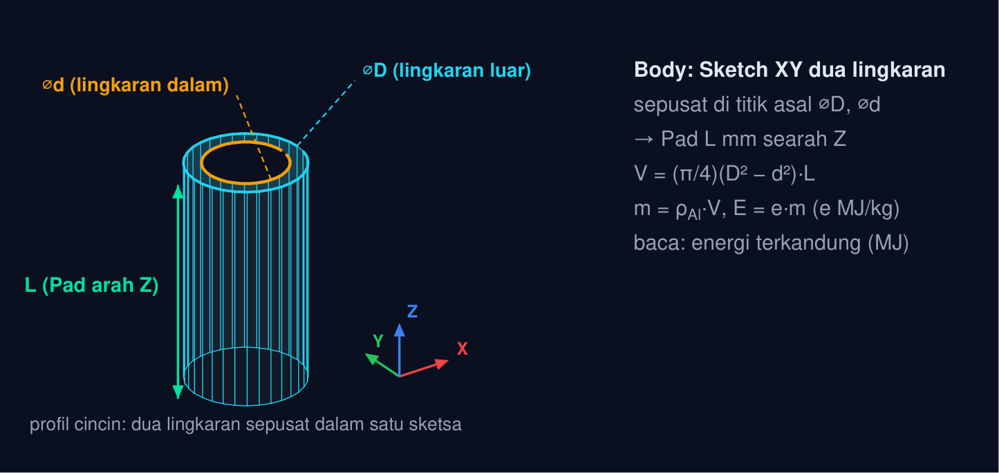 ⌀d (lingkaran dalam)
⌀D (lingkaran luar)
L (Pad arah Z)
Z
Y
X
profil cincin: dua lingkaran sepusat dalam satu sketsa
Body: Sketch XY dua lingkaran
sepusat di titik asal ⌀D, ⌀d
→ Pad L mm searah Z
V = (π/4)(D² − d²)·L
m = ρAl·V, E = e·m (e MJ/kg)
baca: energi terkandung (MJ)